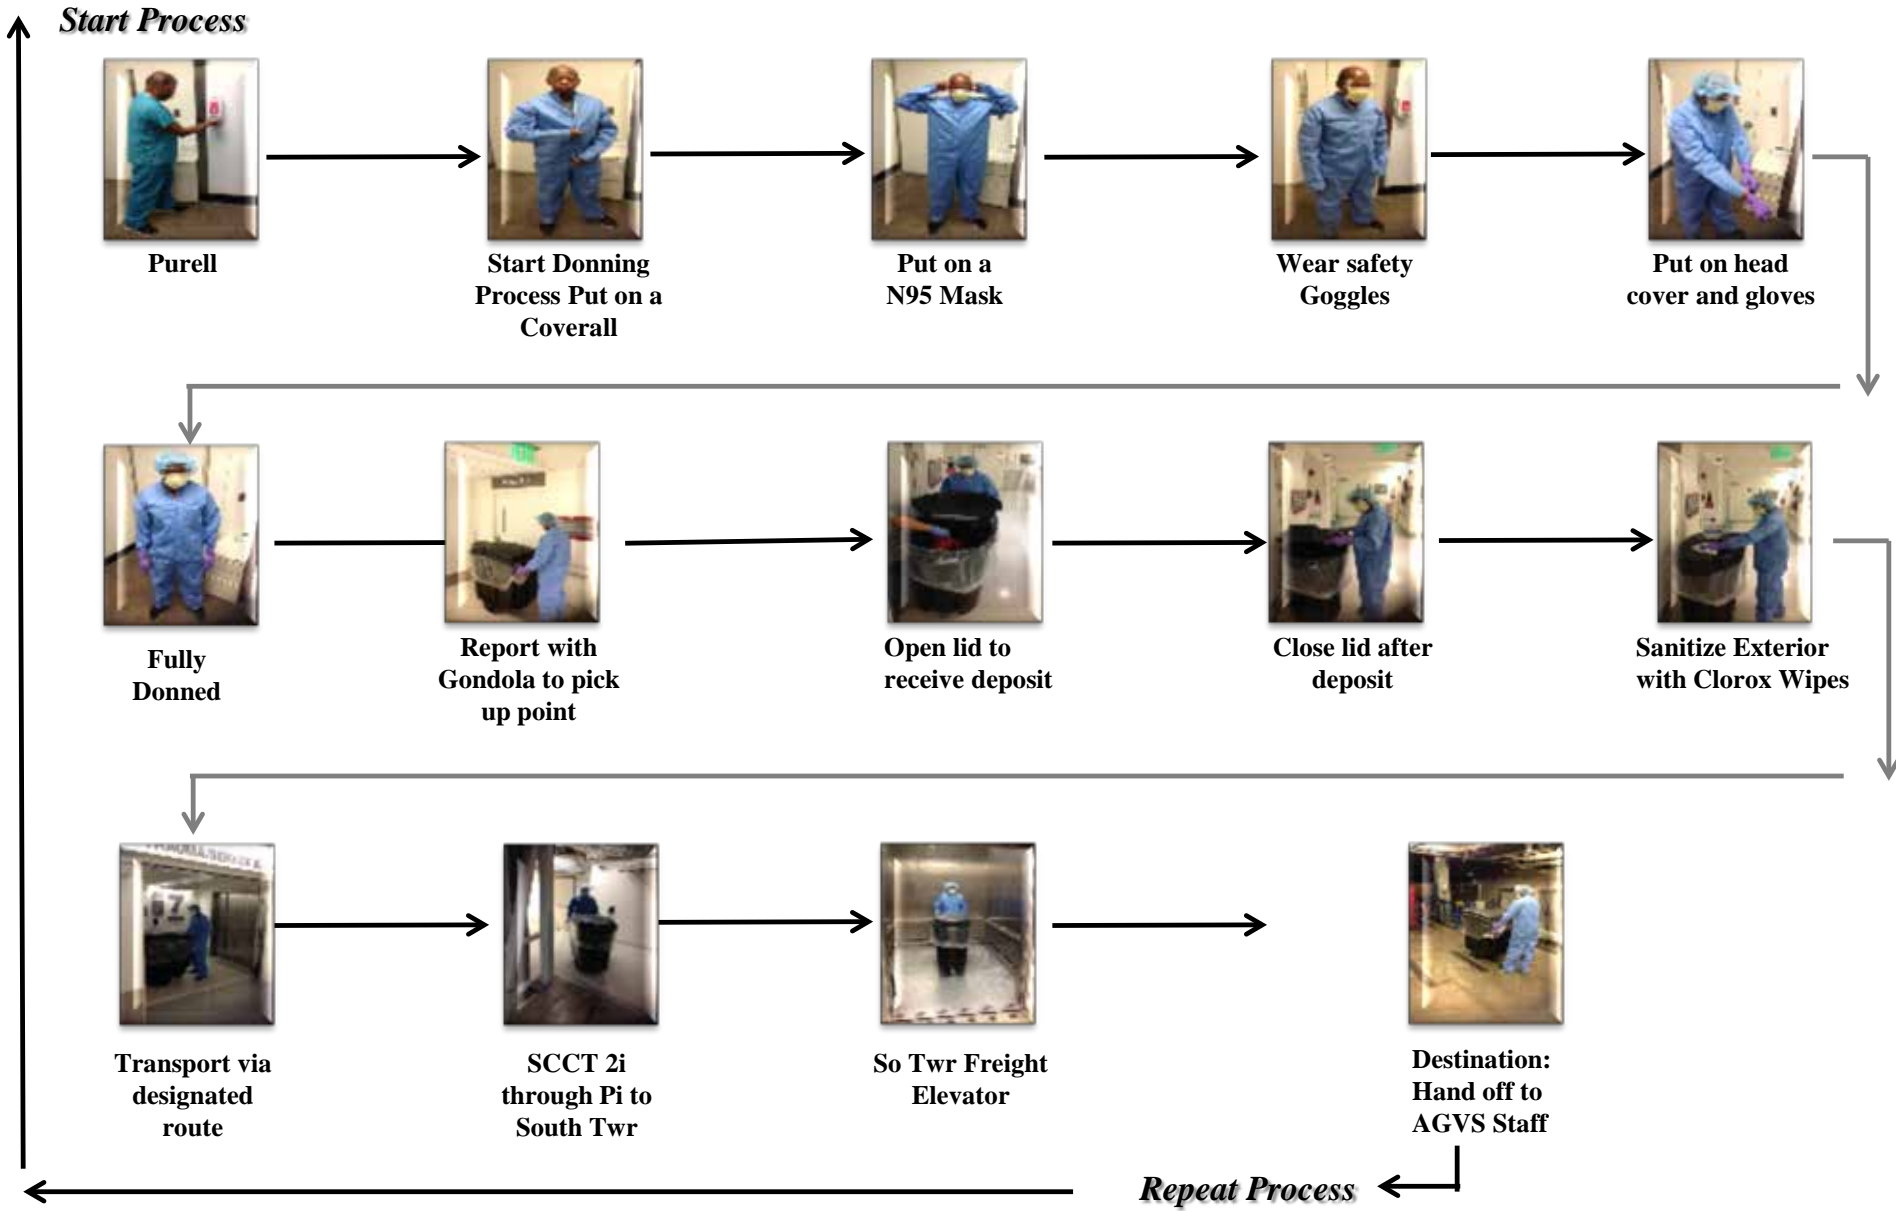 Start Process
Purell
Start Donning
Process Put on a
Coverall
Put on a
N95 Mask
Wear safety
Goggles
Put on head
cover and gloves
Fully
Donned
Report with
Gondola to pick
up point
Open lid to
receive deposit
Close lid after
deposit
Sanitize Exterior
with Clorox Wipes
7
Transport via
designated
route
SCCT 2i
through Pi to
South Twr
So Twr Freight
Elevator
Destination:
Hand off to
AGVS Staff
Repeat Process